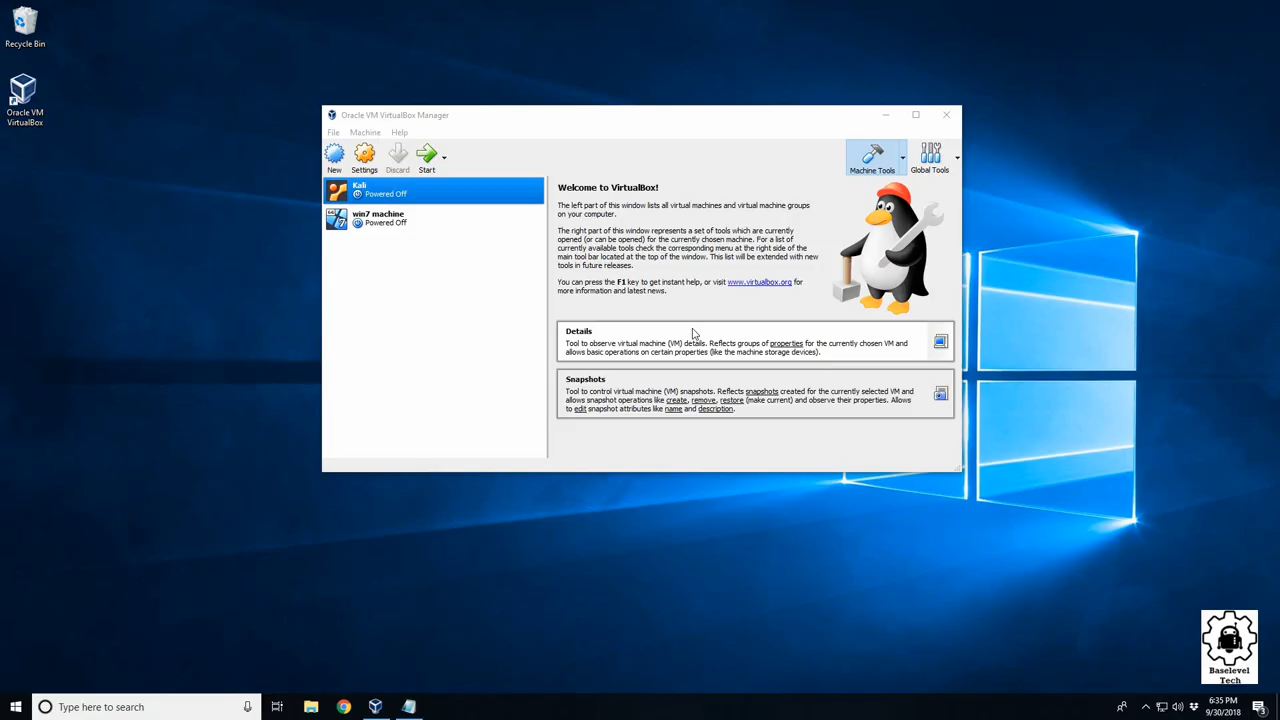 Recycle Bin
Oracle VM
VirtualBox
Oracle VM VirtualBox Manager
File Machine Help
New Settings Discard Start
Machine Tools Global Tools
Kali
Powered Off
64 7 win7 machine
Powered Off
Welcome to VirtualBox!
The left part of this window lists all virtual machines and virtual machine groups
on your computer.
The right part of this window represents a set of tools which are currently
opened (or can be opened) for the currently chosen machine. For a list of
currently available tools check the corresponding menu at the right side of the
main tool bar located at the top of the window. This list will be extended with new
tools in future releases.
You can press the F1 key to get instant help, or visit www.virtualbox.org for
more information and latest news.
Details
Tool to observe virtual machine (VM) details. Reflects groups of properties for the currently chosen VM and
allows basic operations on certain properties (like the machine storage devices).
Snapshots
Tool to control virtual machine (VM) snapshots. Reflects snapshots created for the currently selected VM and
allows snapshot operations like create, remove, restore (make current) and observe their properties. Allows
to edit snapshot attributes like name and description.
Baselevel
Tech
Type here to search
6:35 PM
9/30/2018
3